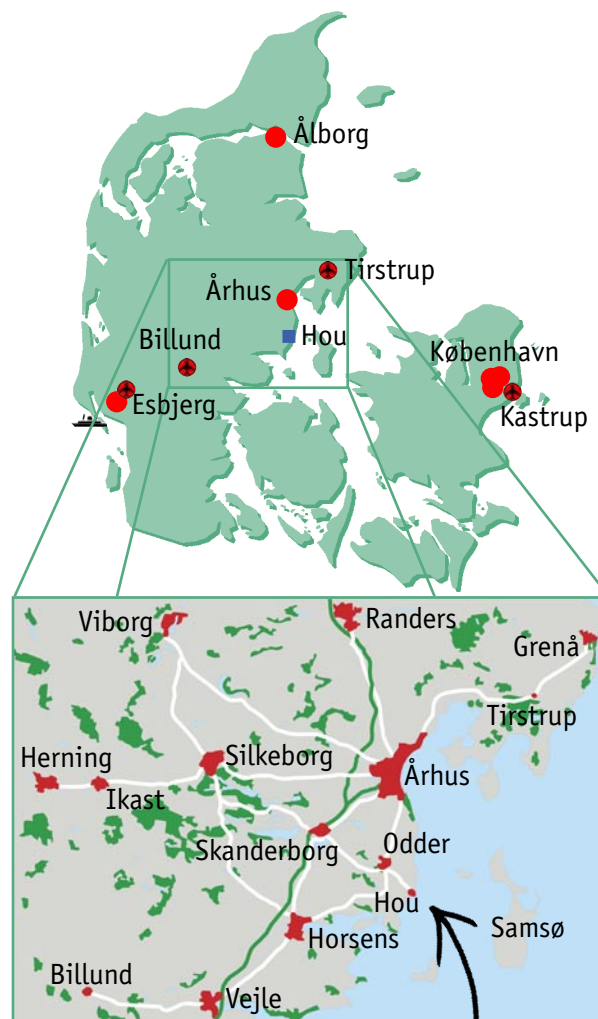 Ålborg
Tirstrup
Århus
Billund
Hou
København
Esbjerg
Kastrup
Viborg
Randers
Grenå
Tirstrup
Herning
Silkeborg
Århus
Ikast
Skanderborg
Odder
Hou
Samsø
Horsens
Billund
Vejle